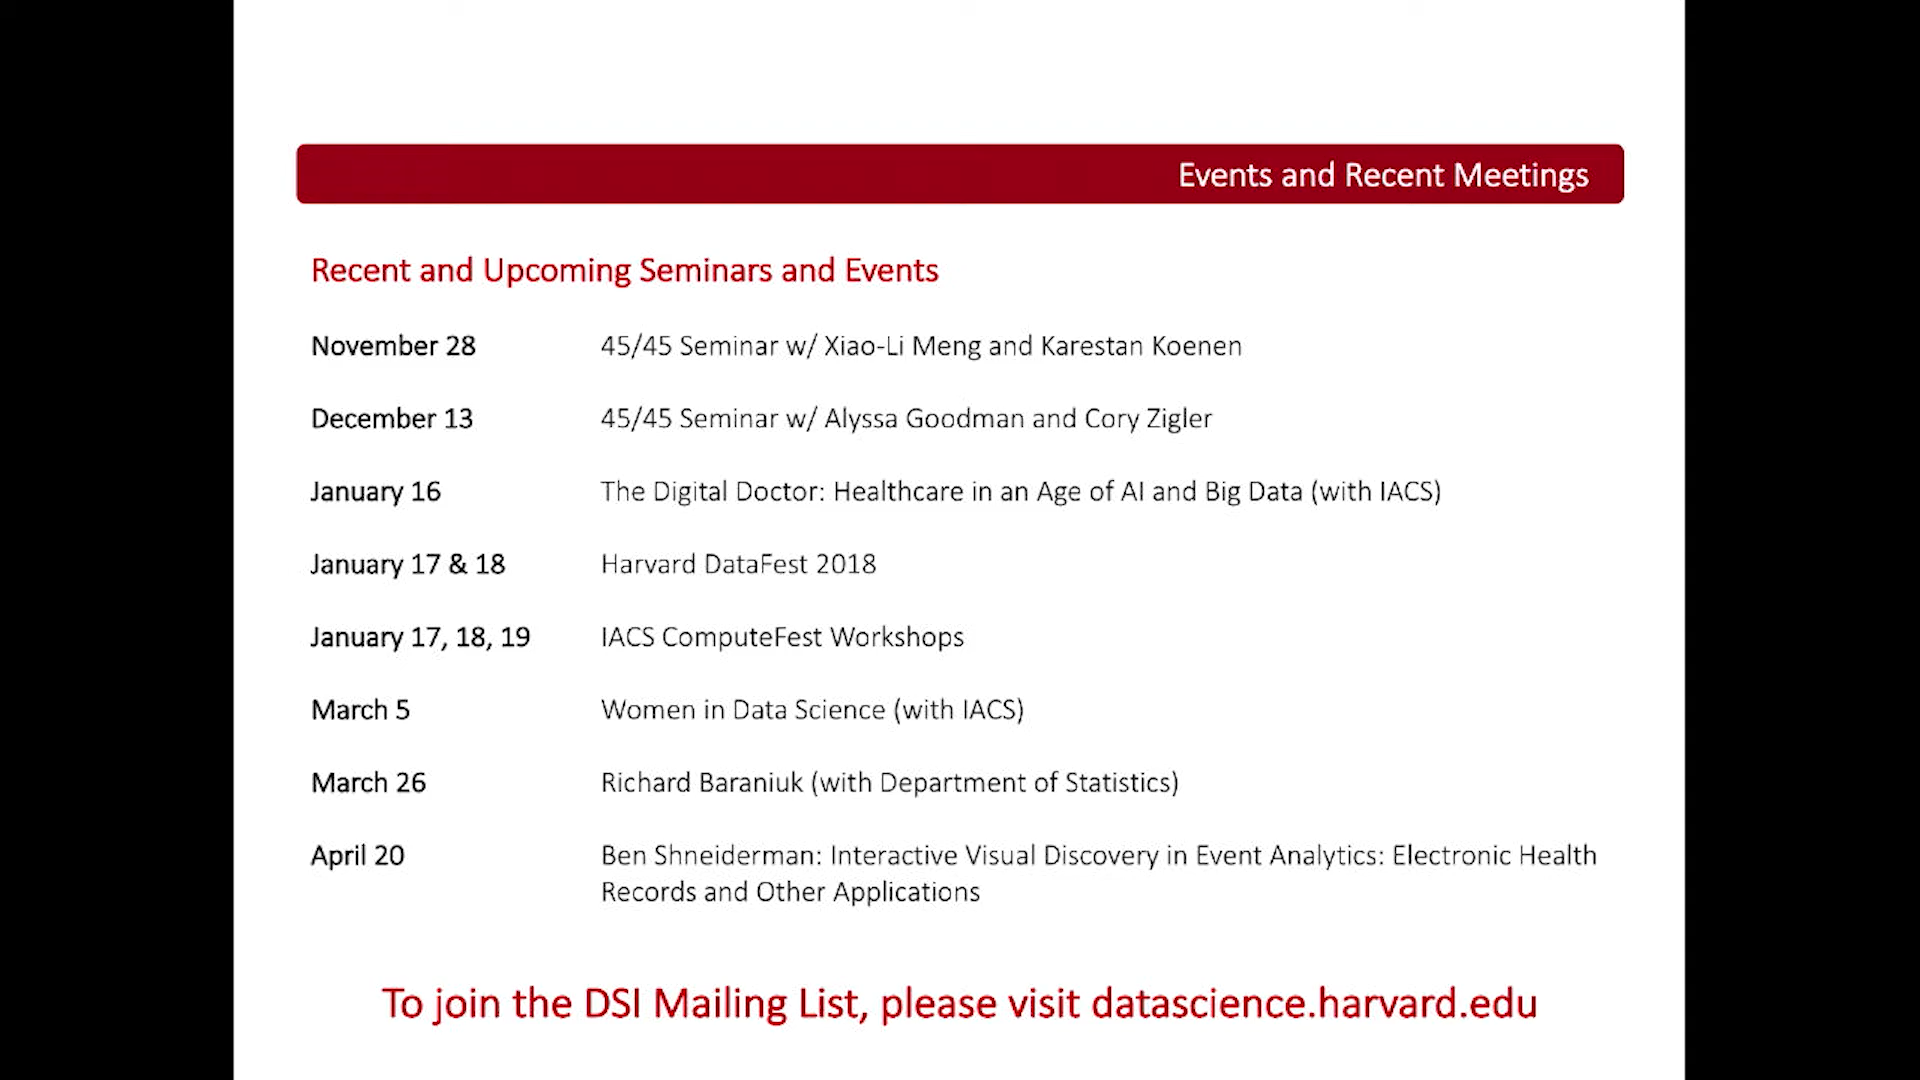 Events and Recent Meetings
Recent and Upcoming Seminars and Events
November 28 45/45 Seminar w/ Xiao-Li Meng and Karestan Koenen
December 13 45/45 Seminar w/ Alyssa Goodman and Cory Zigler
January 16 The Digital Doctor: Healthcare in an Age of AI and Big Data (with IACS)
January 17 & 18 Harvard DataFest 2018
January 17, 18, 19 IACS ComputeFest Workshops
March 5 Women in Data Science (with IACS)
March 26 Richard Baraniuk (with Department of Statistics)
April 20 Ben Shneiderman: Interactive Visual Discovery in Event Analytics: Electronic Health
Records and Other Applications
To join the DSI Mailing List, please visit datascience.harvard.edu